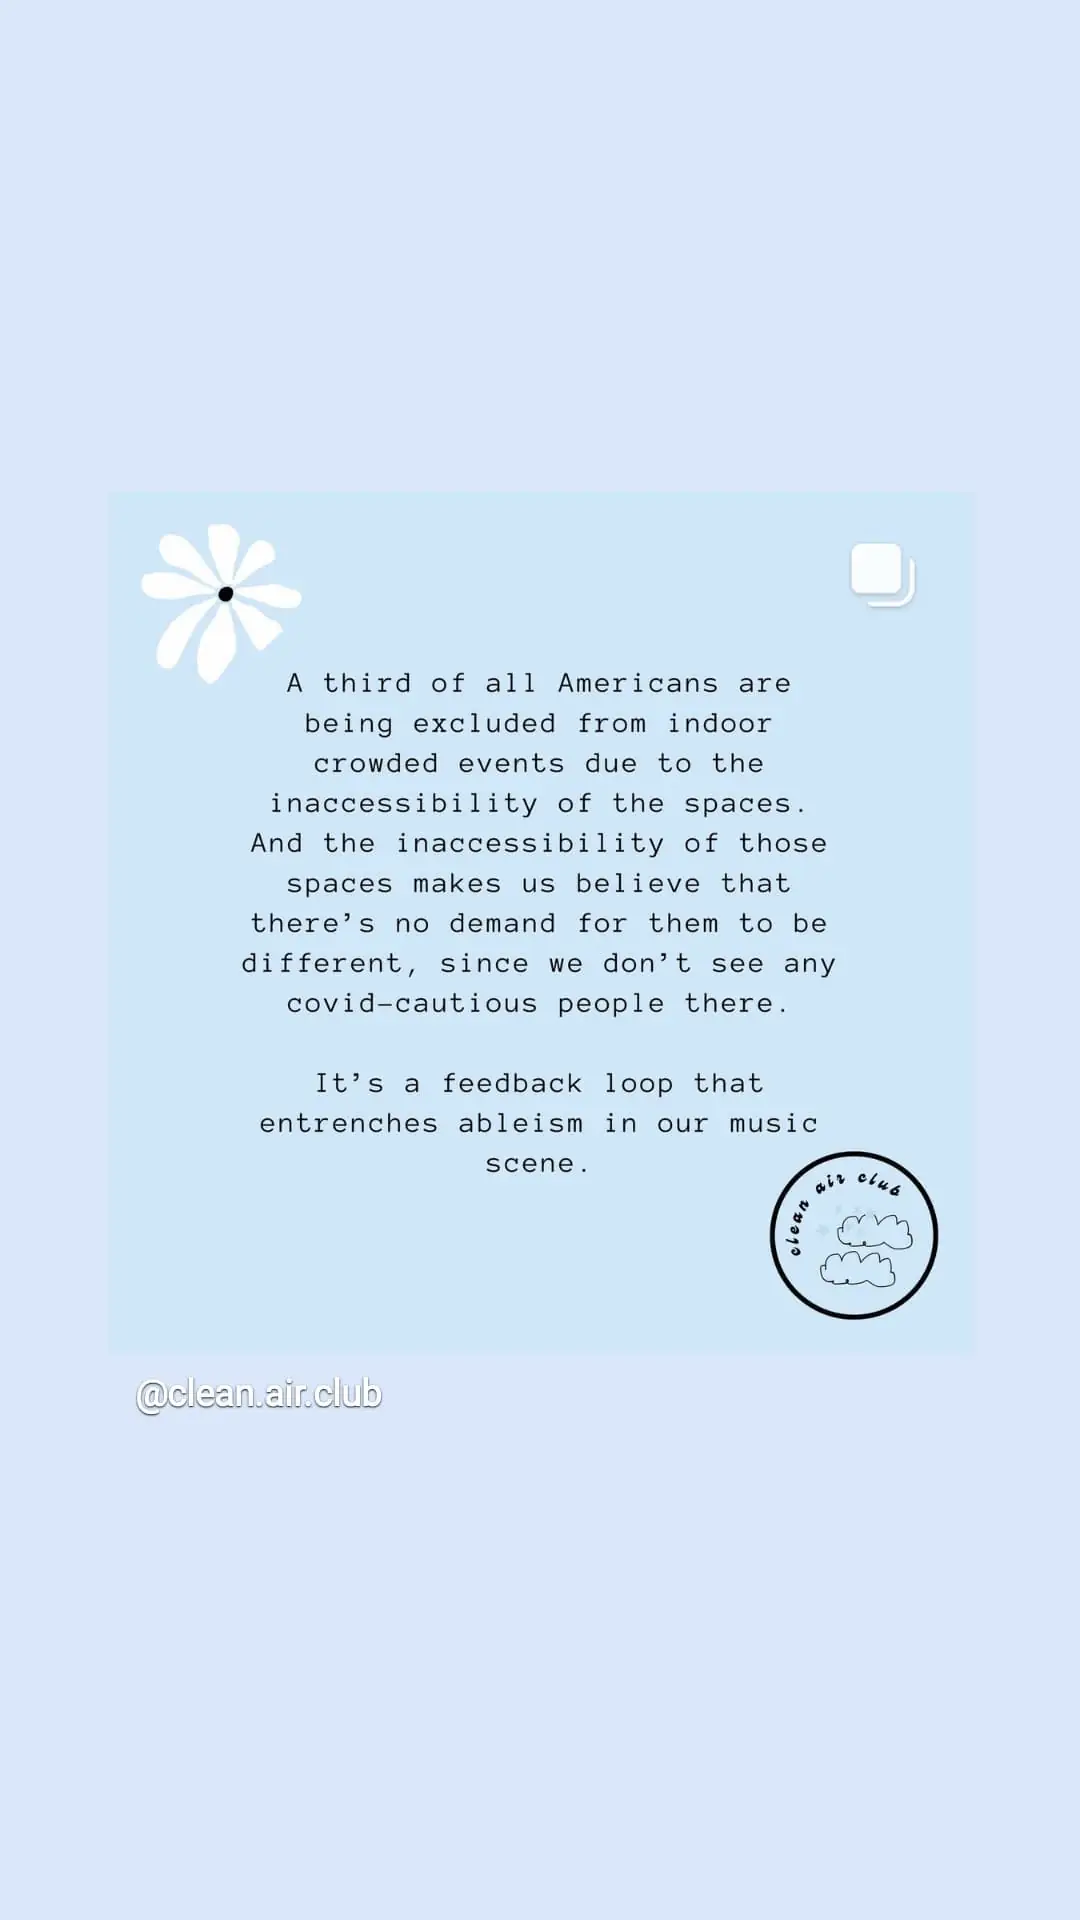 A third of all Americans are
being excluded from indoor
crowded events due to the
inaccessibility of the spaces.
And the inaccessibility of those
spaces makes us believe that
there’s no demand for them to be
different, since we don’t see any
covid-cautious people there.
It’s a feedback loop that
entrenches ableism in our music
scene.
clean air club
@clean.air.club